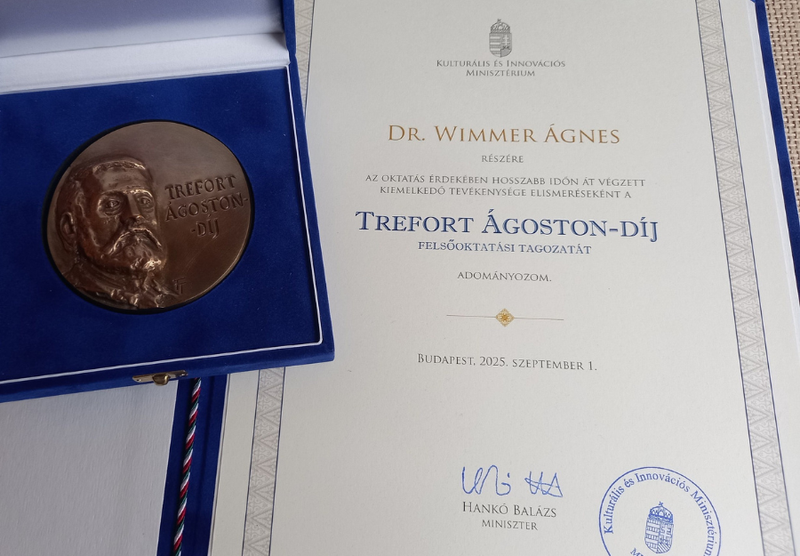 TREFORT
ÁGOSTON-
-DÍJ
KULTURÁLIS ÉS INNOVÁCIÓS
MINISZTÉRIUM
DR. WIMMER ÁGNES
RÉSZÉRE
AZ OKTATÁS ÉRDEKÉBEN HOSSZABB IDŐN ÁT VÉGZETT
KIEMELKEDŐ TEVÉKENYSÉGE ELISMERÉSEKÉNT A
TREFORT ÁGOSTON-DÍJ
FELSŐOKTATÁSI TAGOZATÁT
ADOMÁNYOZOM.
BUDAPEST, 2025. SZEPTEMBER 1.
HANKÓ BALÁZS
MINISZTER
Kulturális és Innovációs Minisztérium